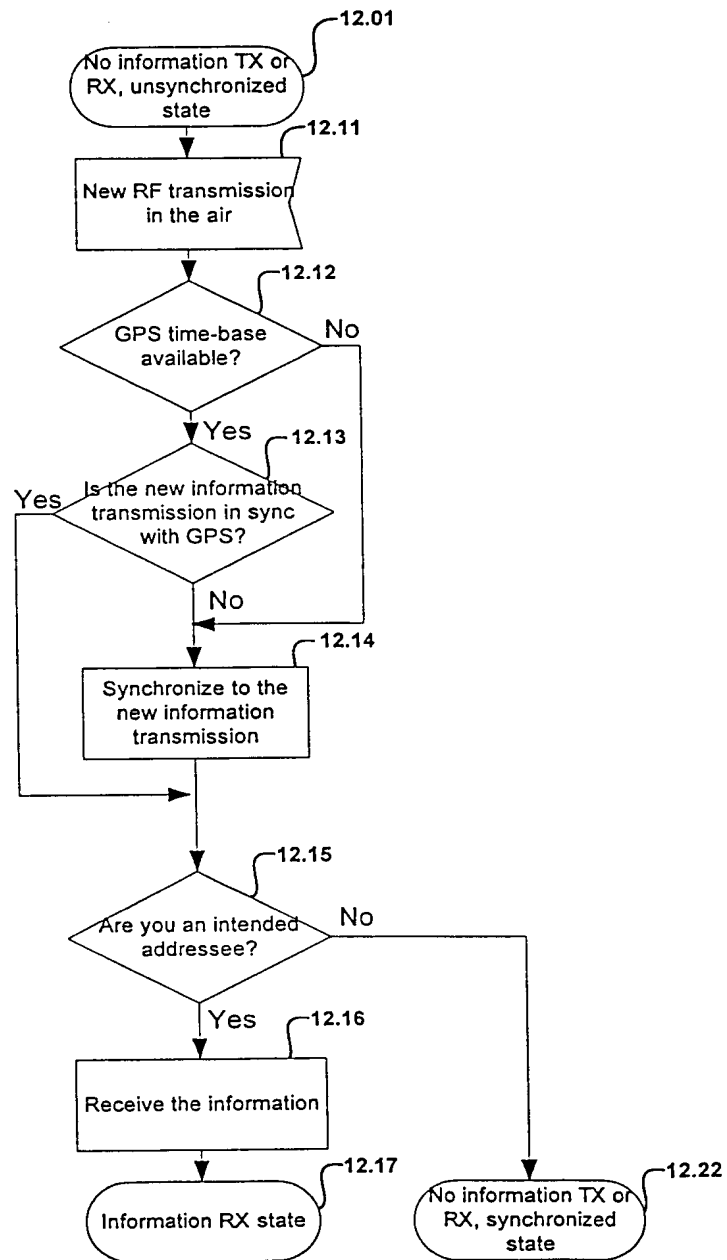 12.01
No information TX or
RX, unsynchronized
state
12.11
New RF transmission
in the air
12.12
GPS time-base
available?
No
Yes
12.13
Yes
Is the new information
transmission in sync
with GPS?
No
12.14
Synchronize to the
new information
transmission
12.15
Are you an intended
addressee?
No
Yes
12.16
Receive the information
12.17
Information RX state
12.22
No information TX or
RX, synchronized
state